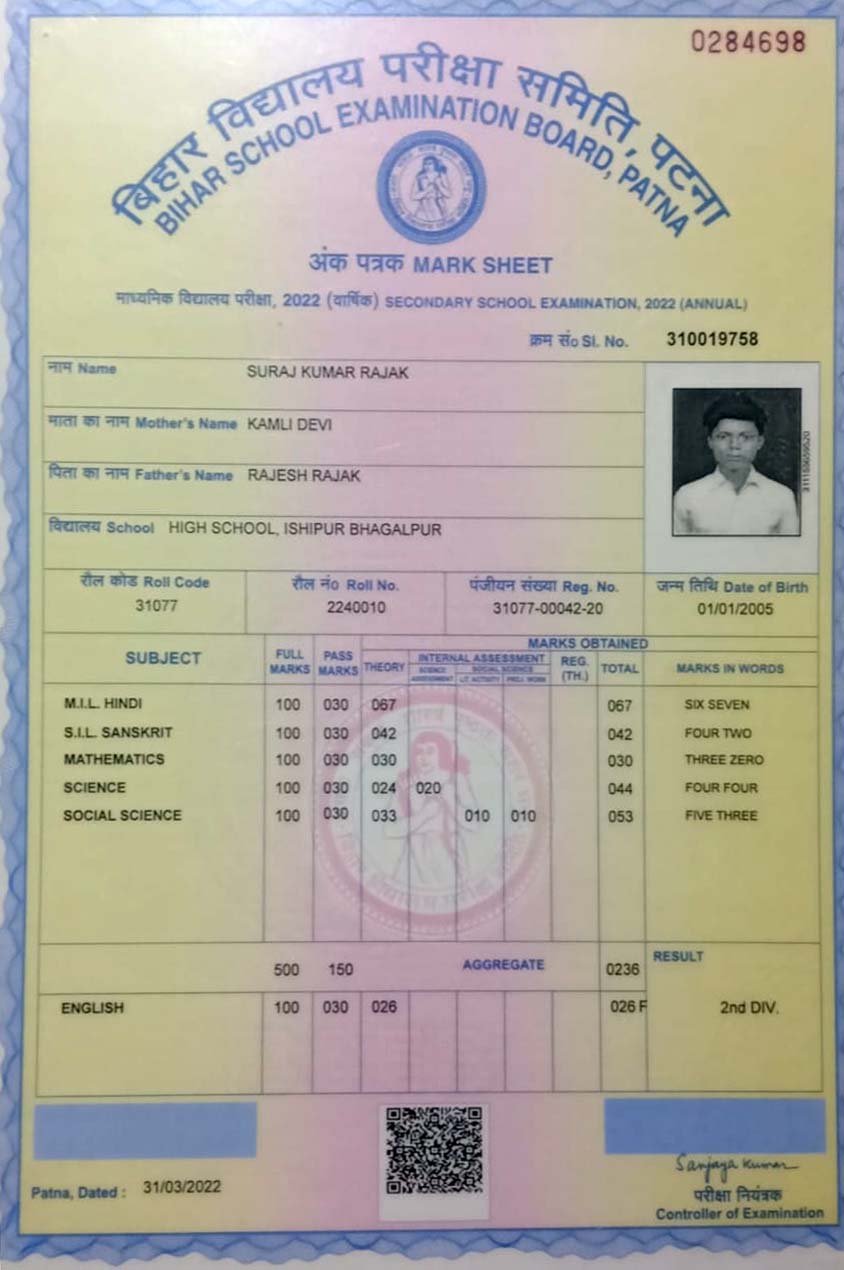 0284698
बिहार विद्यालय परीक्षा समिति, पटना
BIHAR SCHOOL EXAMINATION BOARD, PATNA
अंक पत्रक MARK SHEET
माध्यमिक विद्यालय परीक्षा, 2022 (वार्षिक) SECONDARY SCHOOL EXAMINATION, 2022 (ANNUAL)
क्रम सं० Sl. No. 310019758
नाम Name SURAJ KUMAR RAJAK
माता का नाम Mother's Name KAMLI DEVI
पिता का नाम Father's Name RAJESH RAJAK
विद्यालय School HIGH SCHOOL, ISHIPUR BHAGALPUR
रौल कोड Roll Code रौल नं० Roll No. पंजीयन संख्या Reg. No. जन्म तिथि Date of Birth
31077 2240010 31077-00042-20 01/01/2005
MARKS OBTAINED
SUBJECT FULL MARKS PASS MARKS THEORY INTERNAL ASSESSMENT REG. (TH.) TOTAL MARKS IN WORDS
SCIENCE ASSESSMENT SOCIAL SCIENCE LIT. ACTIVITY PROJ. WORK
M.I.L. HINDI 100 030 067 067 SIX SEVEN
S.I.L. SANSKRIT 100 030 042 042 FOUR TWO
MATHEMATICS 100 030 030 030 THREE ZERO
SCIENCE 100 030 024 020 044 FOUR FOUR
SOCIAL SCIENCE 100 030 033 010 010 053 FIVE THREE
500 150 AGGREGATE 0236 RESULT
ENGLISH 100 030 026 026 F 2nd DIV.
Sanjaya Kumar
Patna, Dated : 31/03/2022
परीक्षा नियंत्रक
Controller of Examination